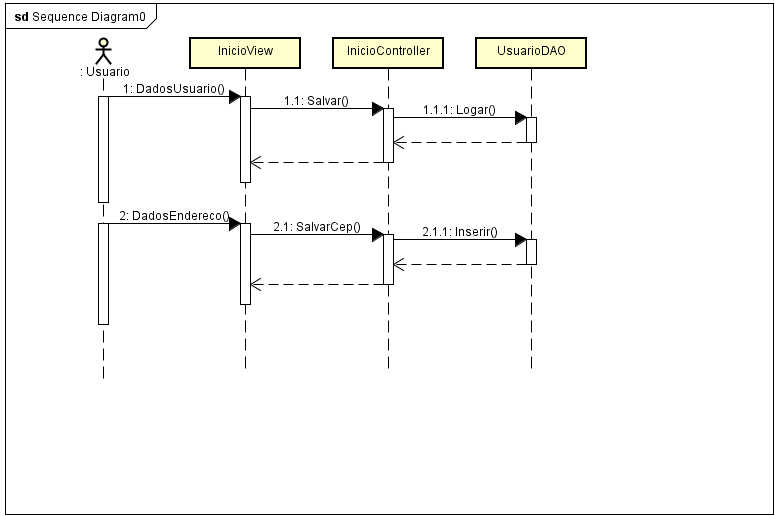 sd Sequence Diagram0
: Usuario
InicioView
InicioController
UsuarioDAO
1: DadosUsuario()
1.1: Salvar()
1.1.1: Logar()
2: DadosEndereco()
2.1: SalvarCep()
2.1.1: Inserir()